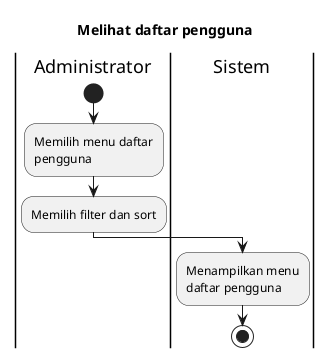 Melihat daftar pengguna
Administrator
Sistem
Memilih menu daftar
pengguna
Memilih filter dan sort
Menampilkan menu
daftar pengguna